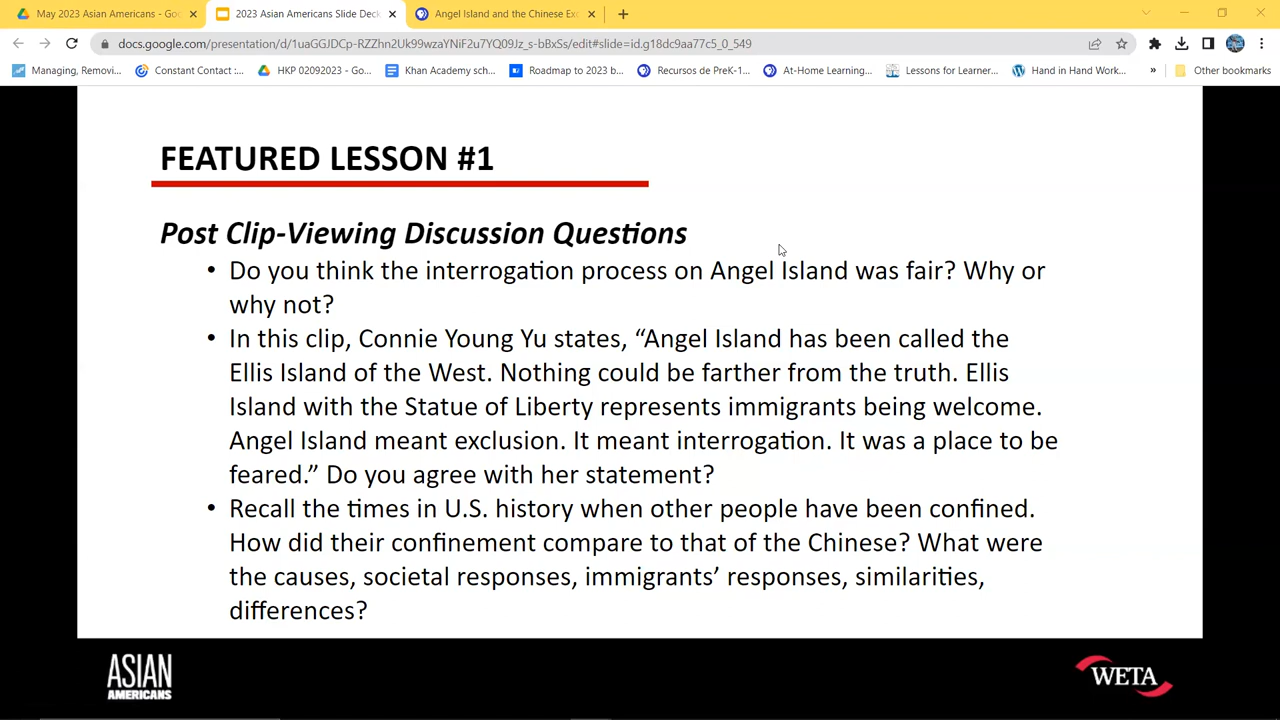 May 2023 Asian Americans - Goo
2023 Asian Americans Slide Deck
Angel Island and the Chinese Exc
docs.google.com/presentation/d/1uaGGJDCp-RZZhn2Uk99wzaYNiF2u7YQ0Hz_s-bBxSs/edit#slide=id.g18dc9aa77c5_0_549
Managing, Removi...
Constant Contact :...
HKP 02092023 - Go...
Khan Academy sch...
Roadmap to 2023 b...
Recursos de PreK-1...
At-Home Learning...
Lessons for Learner...
Hand in Hand Work...
»
Other bookmarks
FEATURED LESSON #1
Post Clip-Viewing Discussion Questions
• Do you think the interrogation process on Angel Island was fair? Why or
why not?
• In this clip, Connie Young Yu states, “Angel Island has been called the
Ellis Island of the West. Nothing could be farther from the truth. Ellis
Island with the Statue of Liberty represents immigrants being welcome.
Angel Island meant exclusion. It meant interrogation. It was a place to be
feared.” Do you agree with her statement?
• Recall the times in U.S. history when other people have been confined.
How did their confinement compare to that of the Chinese? What were
the causes, societal responses, immigrants’ responses, similarities,
differences?
ASIAN
AMERICANS
WETA